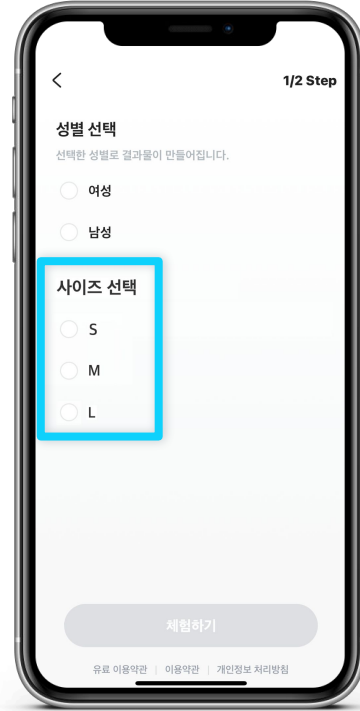 1/2 Step
성별 선택
선택한 성별로 결과물이 만들어집니다.
여성
남성
사이즈 선택
S
M
L
체험하기
유료 이용약관 | 이용약관 | 개인정보 처리방침